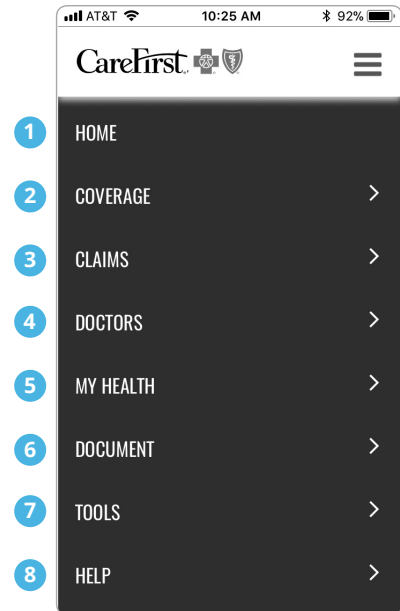 AT&T 10:25 AM 92%
CareFirst
1 HOME
2 COVERAGE
3 CLAIMS
4 DOCTORS
5 MY HEALTH
6 DOCUMENT
7 TOOLS
8 HELP